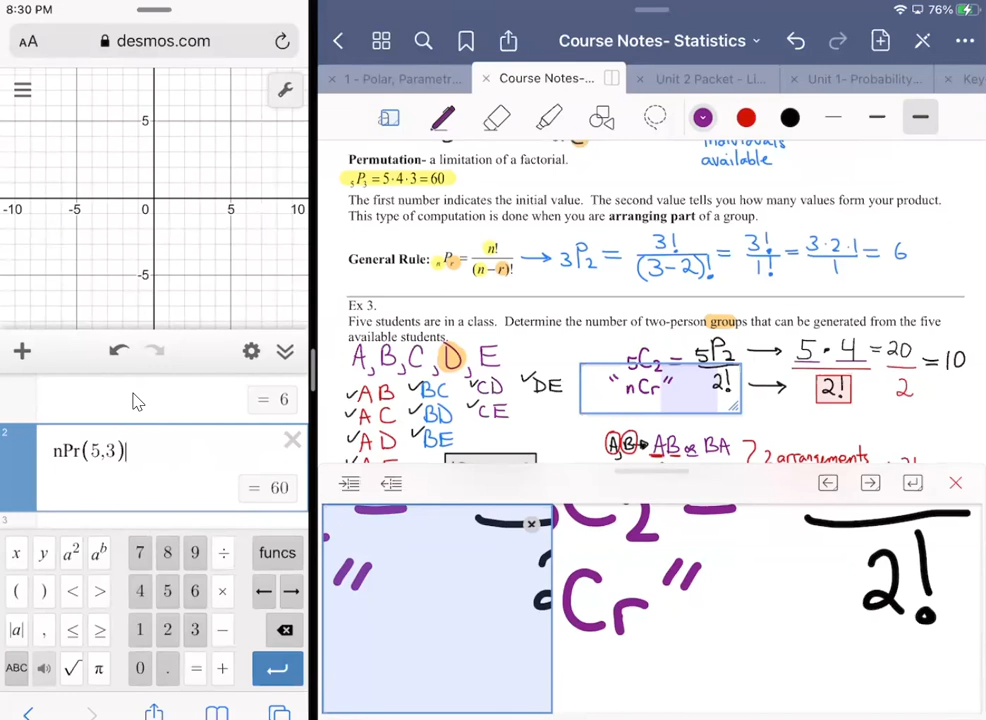 8:30 PM
76%
AA
desmos.com
5
-10
-5
0
5
10
-5
= 6
2
nPr(5,3)
= 60
3
x y a² aᵇ 7 8 9 ÷ funcs
( ) < > 4 5 6 × ← →
|a| , ≤ ≥ 1 2 3 −
ABC √ π 0 . = +
Course Notes- Statistics
× 1 - Polar, Parametr...
× Course Notes-...
× Unit 2 Packet - Li...
× Unit 1- Probability...
× Key
individuals
available
Permutation- a limitation of a factorial.
₅P₃ = 5·4·3 = 60
The first number indicates the initial value. The second value tells you how many values form your product.
This type of computation is done when you are arranging part of a group.
General Rule: ₙPᵣ = n!/(n−r)! → 3P2 = 3!/(3−2)! = 3!/1! = 3·2·1/1 = 6
Ex 3.
Five students are in a class. Determine the number of two-person groups that can be generated from the five
available students.
A, B, C, D, E
5C2 = 5P2/2! → 5·4/2! = 20/2 = 10
"nCr"
✓AB ✓BC ✓CD ✓DE
✓AC ✓BD ✓CE
✓AD ✓BE
A,B → AB or BA
2 arrangements
C2
Cr"
2!